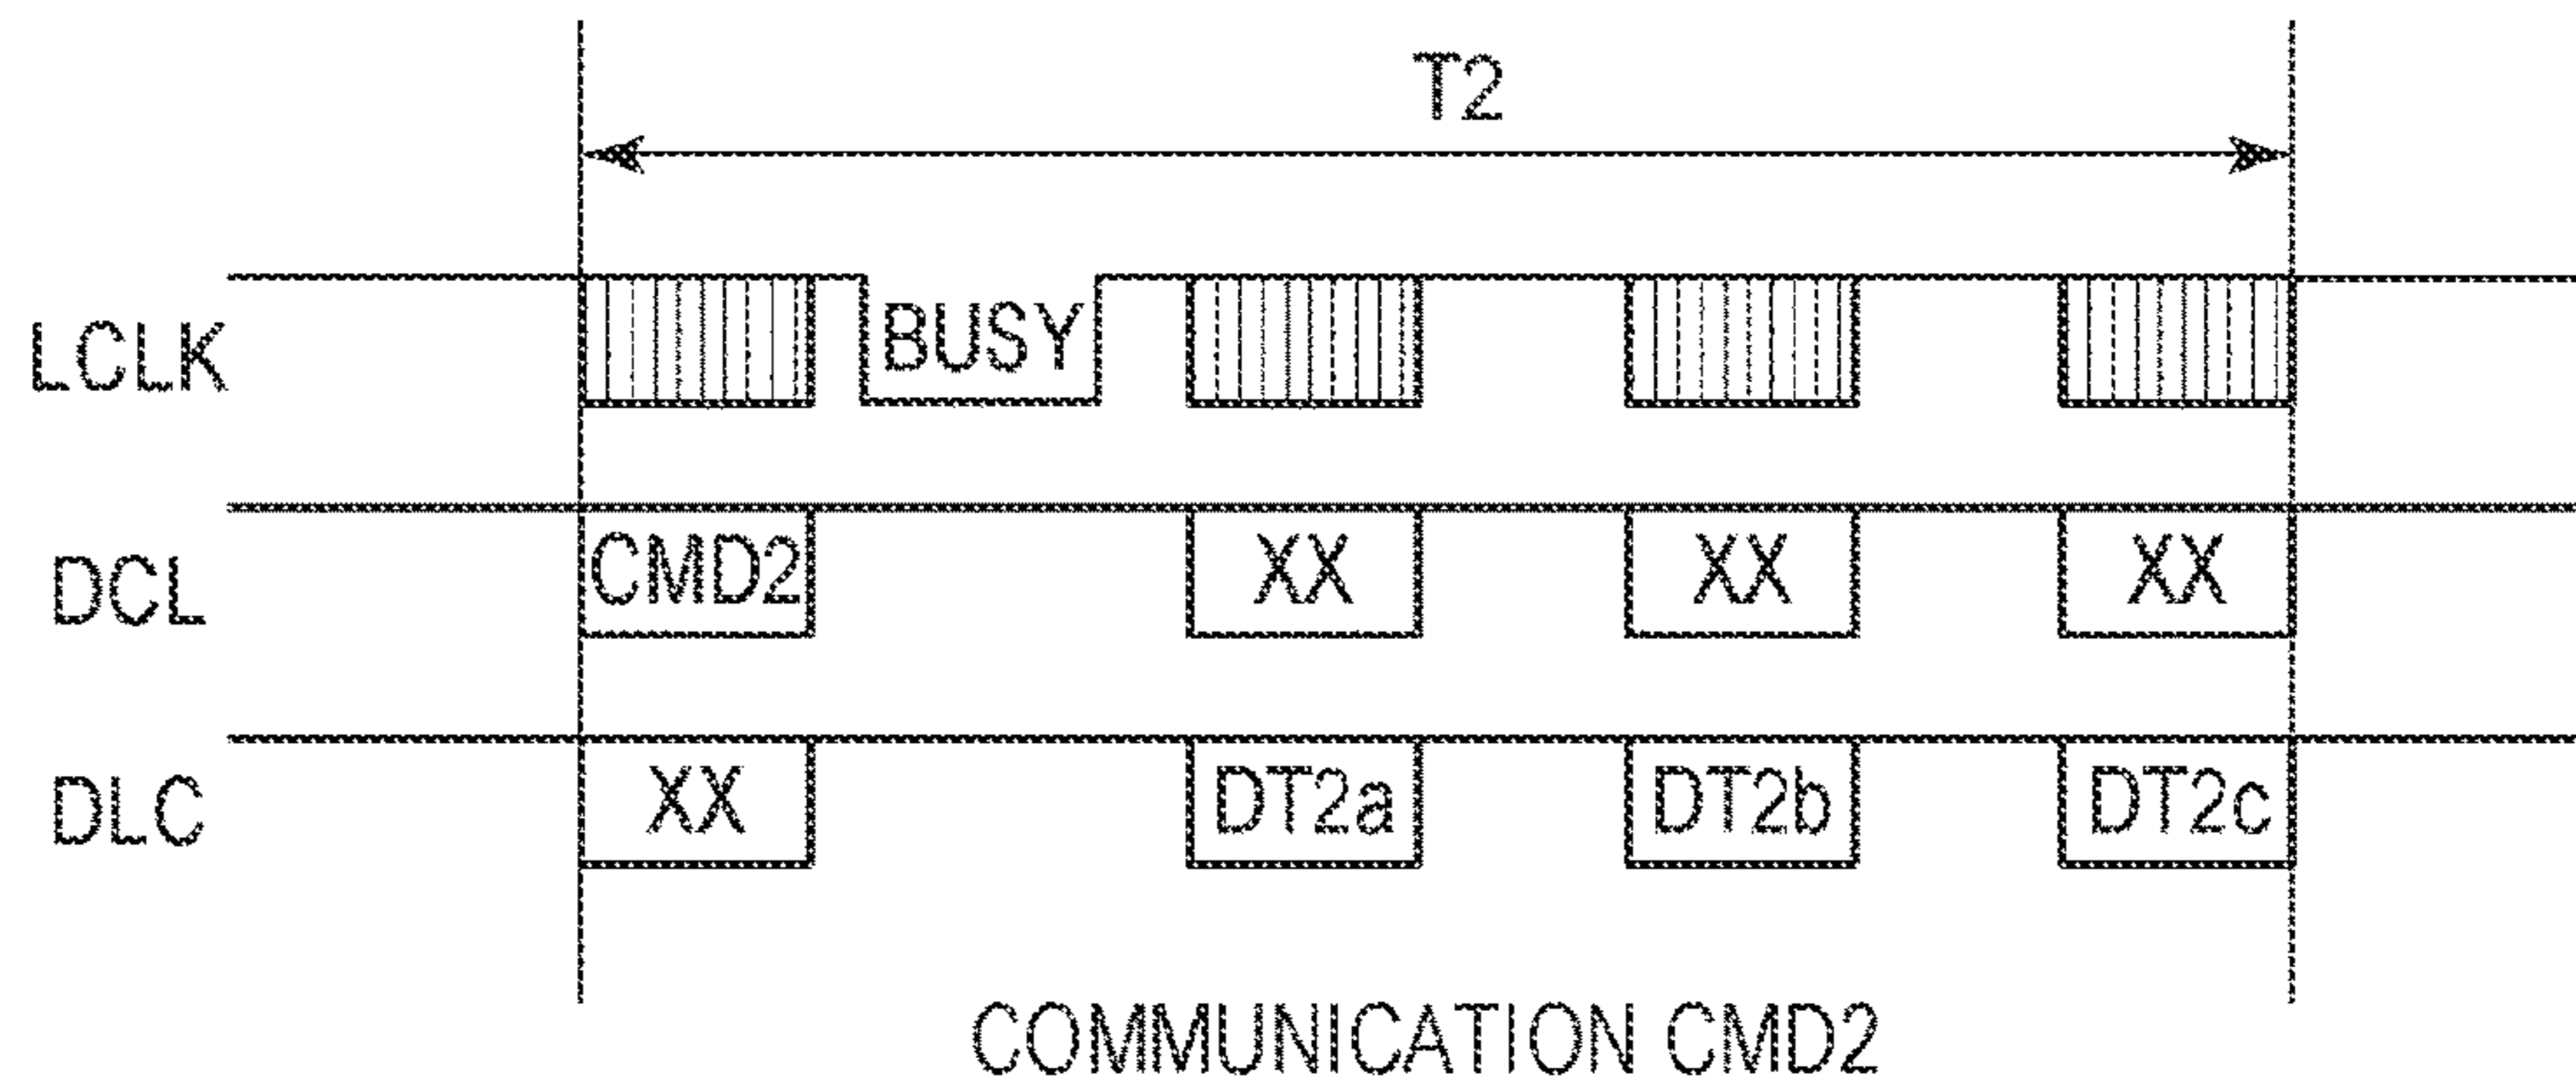 T2
LCLK BUSY
DCL CMD2 XX XX XX
DLC XX DT2a DT2b DT2c
COMMUNICATION CMD2